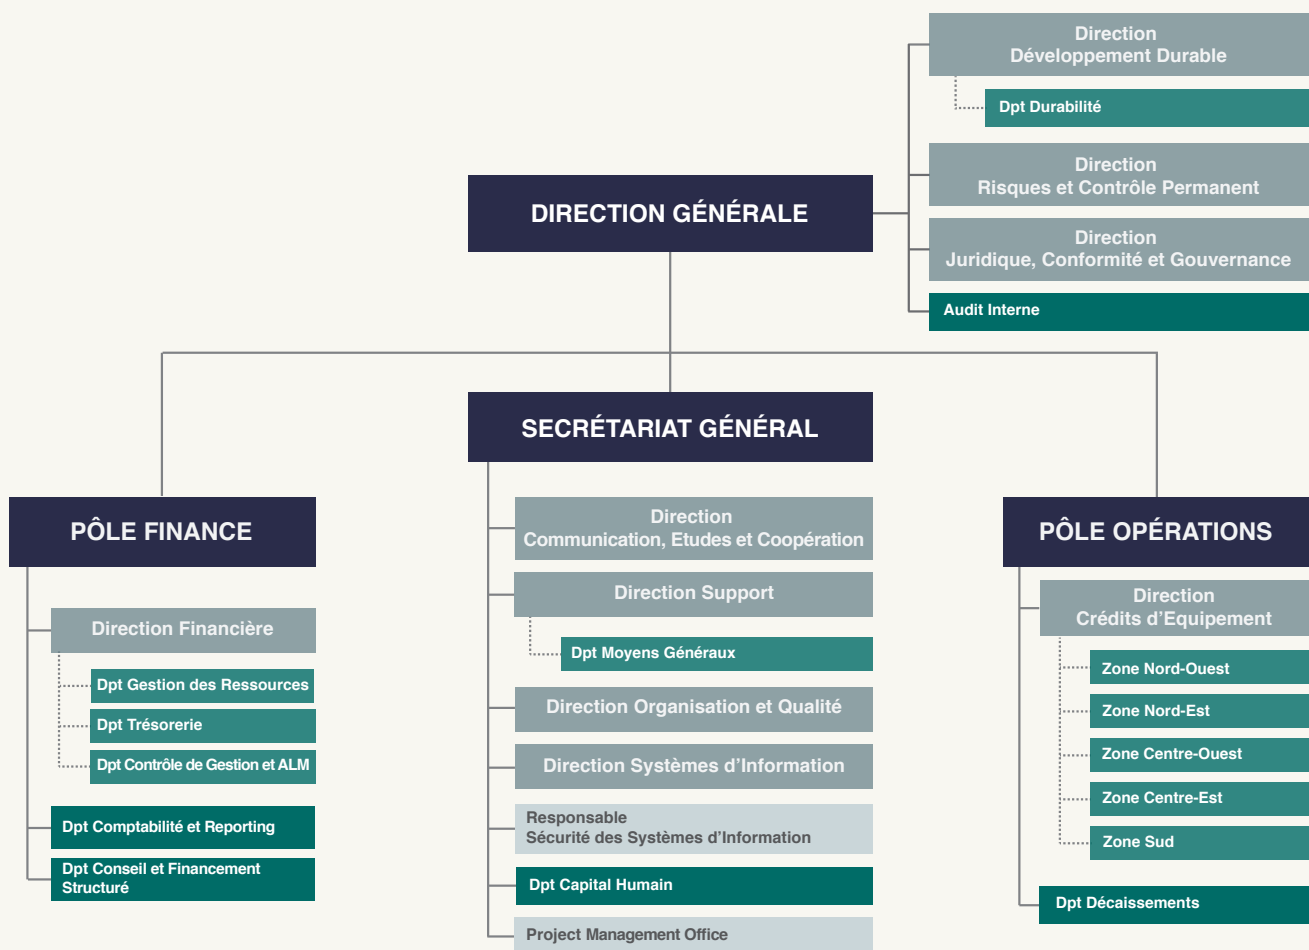 Direction
Développement Durable
Dpt Durabilité
Direction
Risques et Contrôle Permanent
DIRECTION GÉNÉRALE
Direction
Juridique, Conformité et Gouvernance
Audit Interne
SECRÉTARIAT GÉNÉRAL
Direction
Communication, Etudes et Coopération
Direction Support
Dpt Moyens Généraux
Direction Organisation et Qualité
Direction Systèmes d'Information
Responsable
Sécurité des Systèmes d'Information
Dpt Capital Humain
Project Management Office
PÔLE FINANCE
Direction Financière
Dpt Gestion des Ressources
Dpt Trésorerie
Dpt Contrôle de Gestion et ALM
Dpt Comptabilité et Reporting
Dpt Conseil et Financement
Structuré
PÔLE OPÉRATIONS
Direction
Crédits d'Equipement
Zone Nord-Ouest
Zone Nord-Est
Zone Centre-Ouest
Zone Centre-Est
Zone Sud
Dpt Décaissements